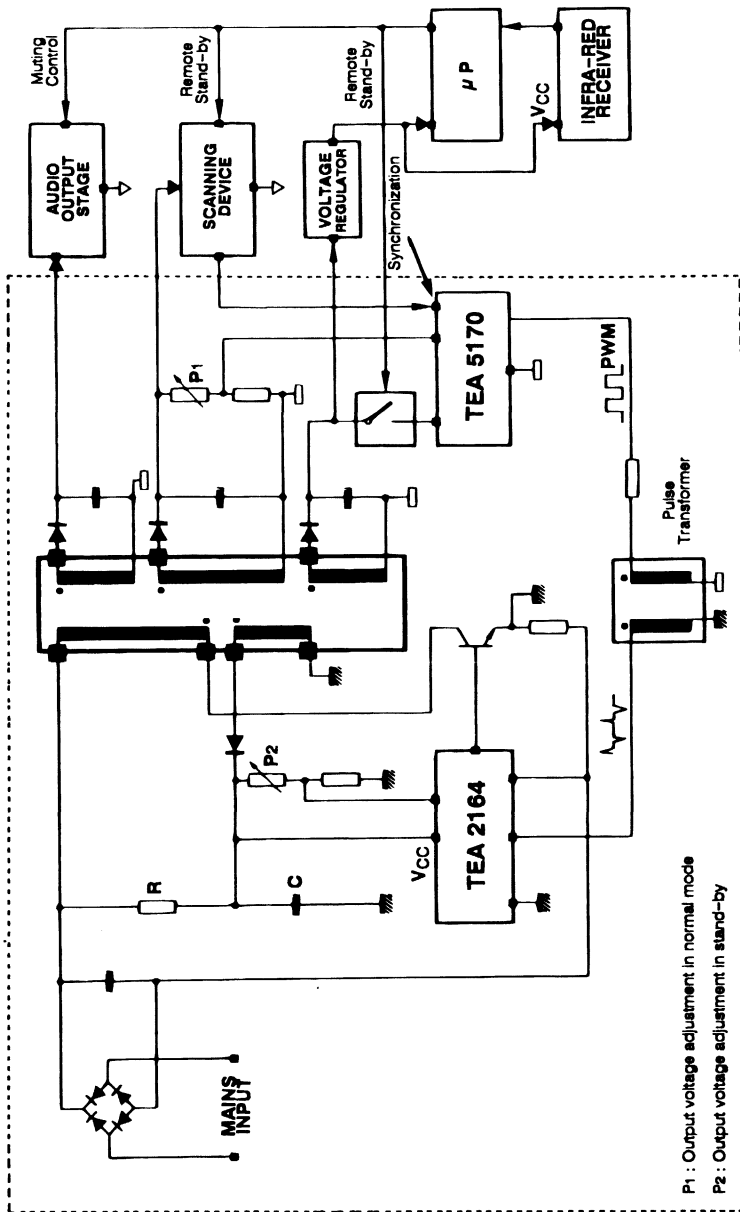 Muting
Control
AUDIO
OUTPUT
STAGE
Remote
Stand-by
SCANNING
DEVICE
VOLTAGE
REGULATOR
Remote
Stand-by
µ P
VCC
INFRA-RED
RECEIVER
Synchronization
P1
TEA 5170
PWM
Pulse
Transformer
P2
R
C
VCC
TEA 2164
MAINS
INPUT
P1 : Output voltage adjustment in normal mode
P2 : Output voltage adjustment in stand-by